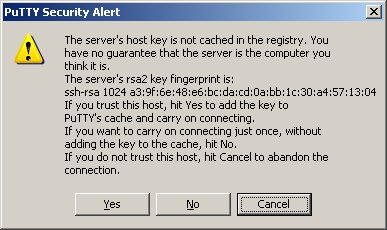 PuTTY Security Alert
The server's host key is not cached in the registry. You
have no guarantee that the server is the computer you
think it is.
The server's rsa2 key fingerprint is:
ssh-rsa 1024 a3:9f:6e:48:e6:bc:da:cd:0a:bb:1c:30:a4:57:13:04
If you trust this host, hit Yes to add the key to
PuTTY's cache and carry on connecting.
If you want to carry on connecting just once, without
adding the key to the cache, hit No.
If you do not trust this host, hit Cancel to abandon the
connection.
Yes No Cancel